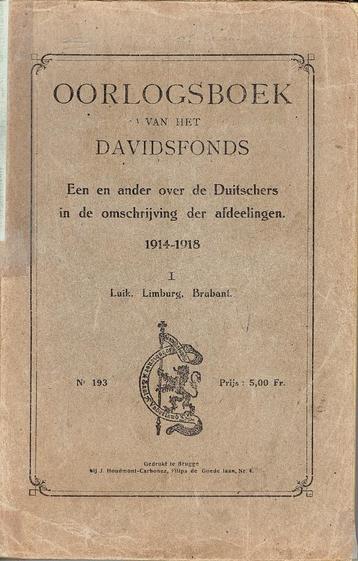 OORLOGSBOEK
VAN HET
DAVIDSFONDS
Een en ander over de Duitschers
in de omschrijving der afdeelingen.
1914-1918
I
Luik, Limburg, Brabant.
Nr 193
Prijs : 5,00 Fr.
Gedrukt te Brugge
bij J. Houdmont-Carbonez, Filips de Goede laan, Nr. 4.